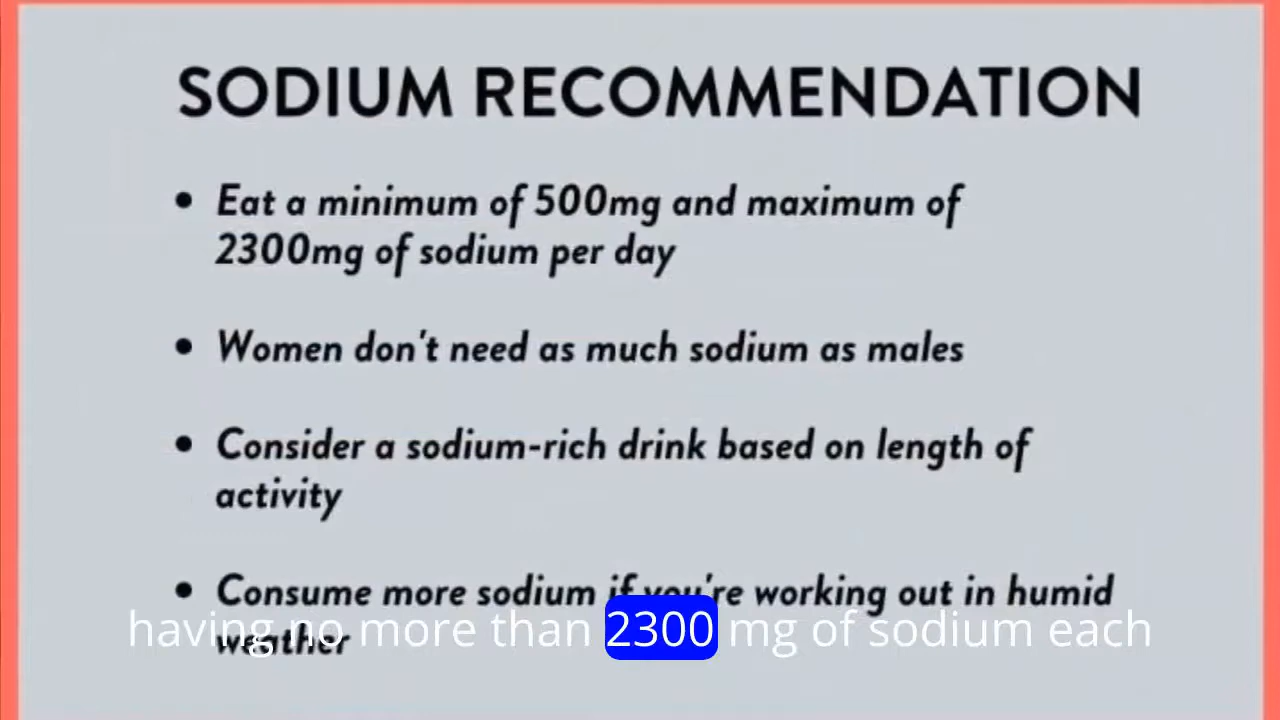 SODIUM RECOMMENDATION
• Eat a minimum of 500mg and maximum of
2300mg of sodium per day
• Women don't need as much sodium as males
• Consider a sodium-rich drink based on length of
activity
• Consume more sodium if you're working out in humid
weather
having no more than 2300 mg of sodium each